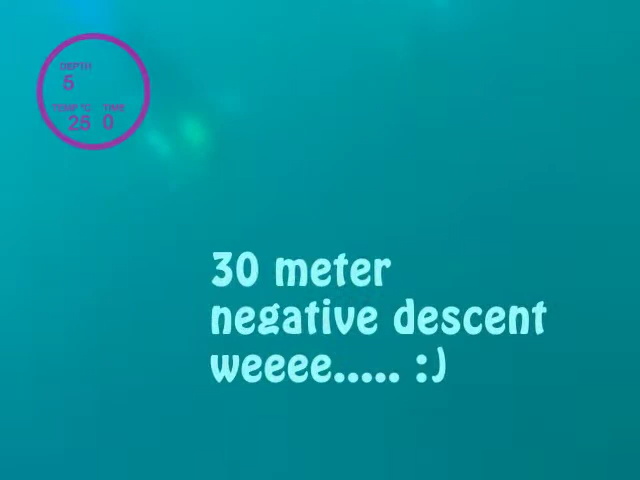 DEPTH
5
TEMP °C TIME
25 0
30 meter
negative descent
weeee..... :)